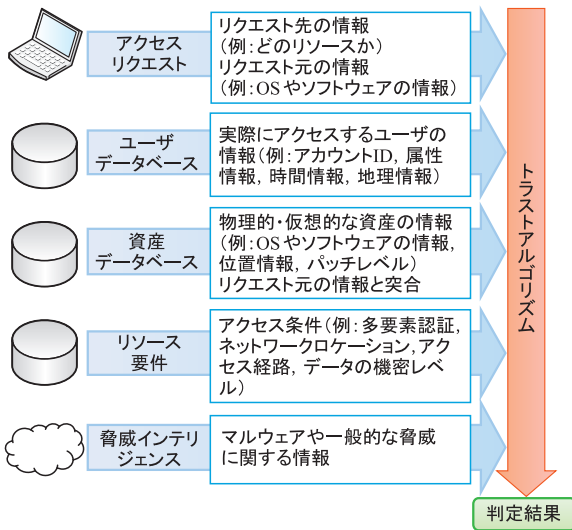 アクセス
リクエスト
リクエスト先の情報
（例：どのリソースか）
リクエスト元の情報
（例：OSやソフトウェアの情報）
ユーザ
データベース
実際にアクセスするユーザの
情報（例：アカウントID，属性
情報，時間情報，地理情報）
資産
データベース
物理的・仮想的な資産の情報
（例：OSやソフトウェアの情報，
位置情報，パッチレベル）
リクエスト元の情報と突合
リソース
要件
アクセス条件（例：多要素認証，
ネットワークロケーション，アク
セス経路，データの機密レベ
ル）
脅威インテリ
ジェンス
マルウェアや一般的な脅威
に関する情報
トラストアルゴリズム
判定結果